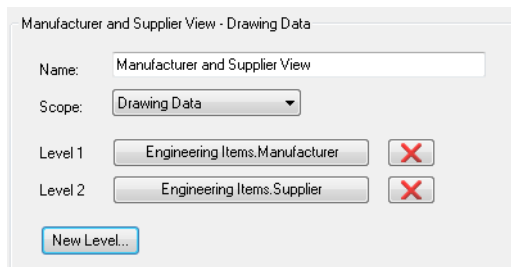 Manufacturer and Supplier View - Drawing Data
Name: Manufacturer and Supplier View
Scope: Drawing Data
Level 1 Engineering Items.Manufacturer
Level 2 Engineering Items.Supplier
New Level...